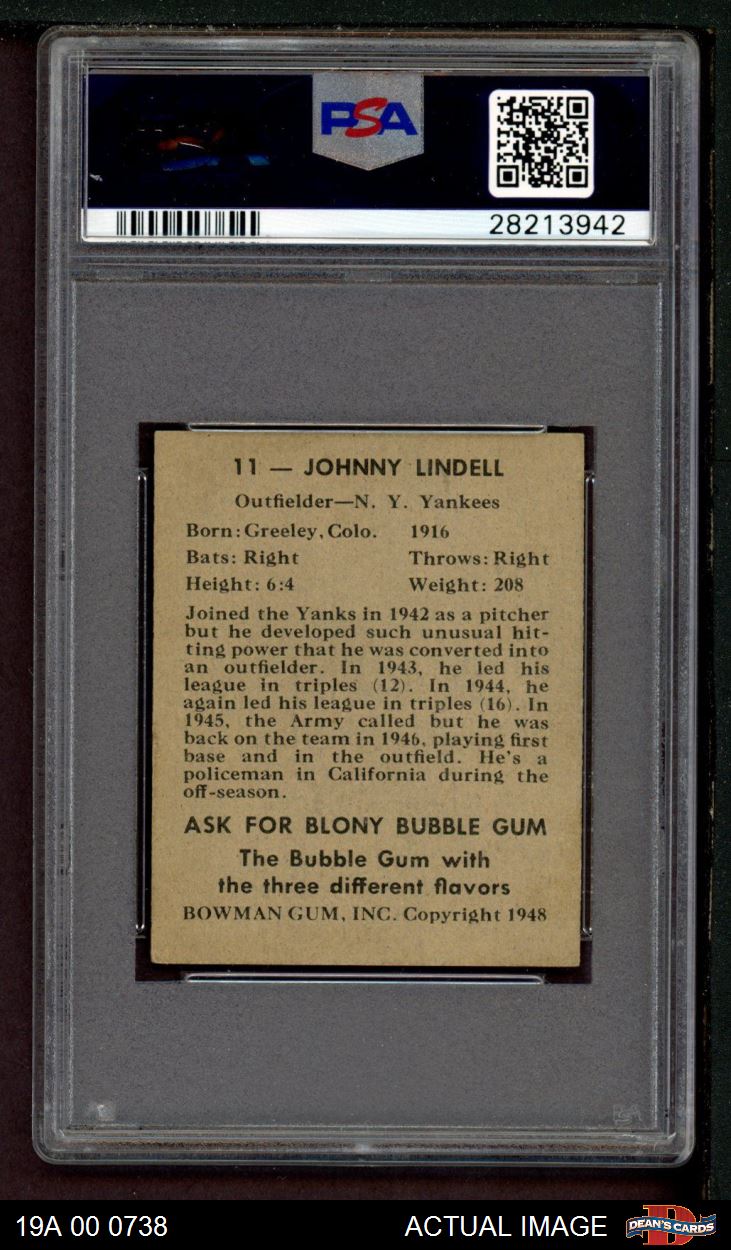 PSA
28213942
11 — JOHNNY LINDELL
Outfielder—N. Y. Yankees
Born: Greeley, Colo. 1916
Bats: Right Throws: Right
Height: 6:4 Weight: 208
Joined the Yanks in 1942 as a pitcher
but he developed such unusual hit-
ting power that he was converted into
an outfielder. In 1943, he led his
league in triples (12). In 1944, he
again led his league in triples (16). In
1945, the Army called but he was
back on the team in 1946, playing first
base and in the outfield. He's a
policeman in California during the
off-season.
ASK FOR BLONY BUBBLE GUM
The Bubble Gum with
the three different flavors
BOWMAN GUM, INC. Copyright 1948
PSA
19A 00 0738 ACTUAL IMAGE DEAN'S CARDS